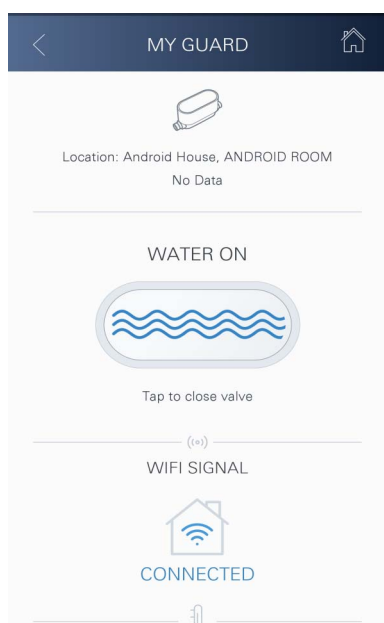 MY GUARD
Location: Android House, ANDROID ROOM
No Data
WATER ON
Tap to close valve
WIFI SIGNAL
CONNECTED